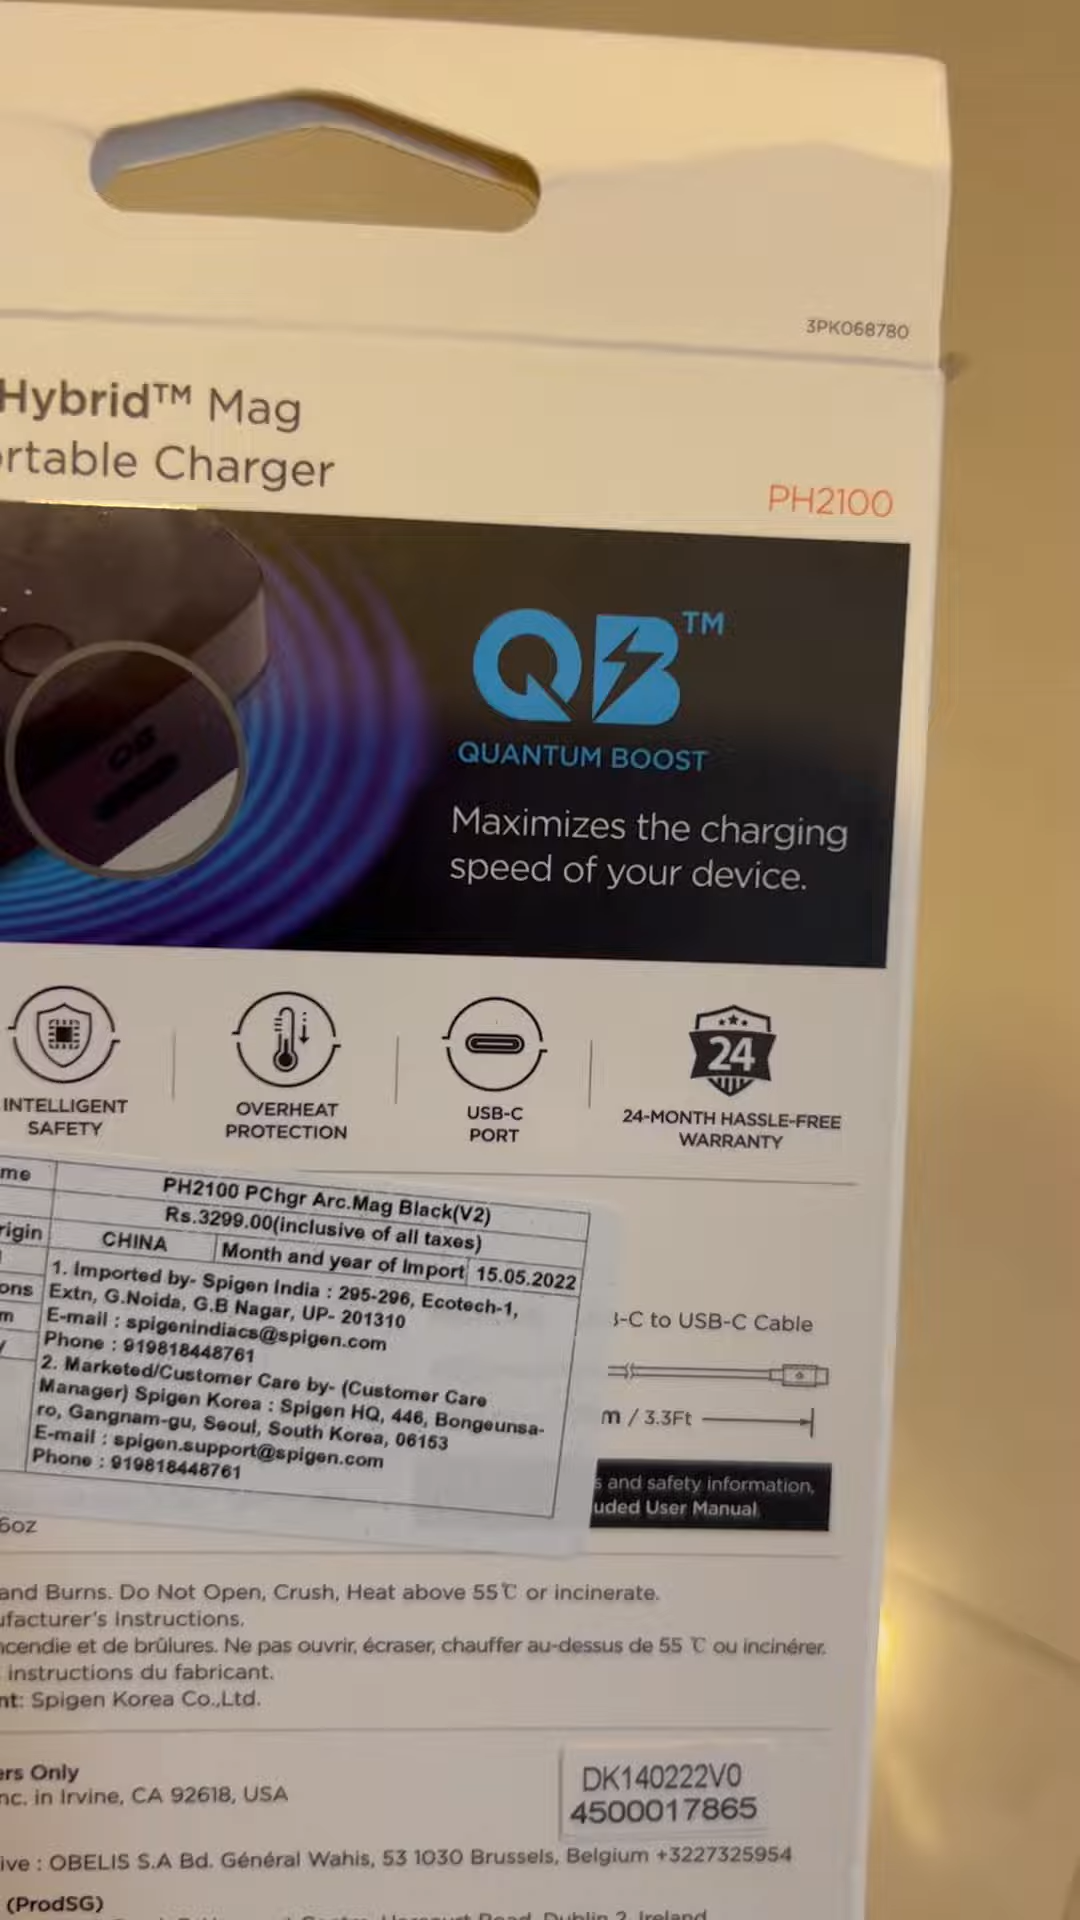 3PK068780
Hybrid™ Mag
rtable Charger
PH2100
QB™
QUANTUM BOOST
Maximizes the charging
speed of your device.
QB
INTELLIGENT
SAFETY
OVERHEAT
PROTECTION
USB-C
PORT
24
24-MONTH HASSLE-FREE
WARRANTY
me
PH2100 PChgr Arc.Mag Black(V2)
Rs.3299.00(inclusive of all taxes)
rigin
CHINA
Month and year of Import
15.05.2022
ons
m
y
1. Imported by- Spigen India : 295-296, Ecotech-1,
Extn, G.Noida, G.B Nagar, UP- 201310
E-mail : spigenindiacs@spigen.com
Phone : 919818448761
2. Marketed/Customer Care by- (Customer Care
Manager) Spigen Korea : Spigen HQ, 446, Bongeunsa-
ro, Gangnam-gu, Seoul, South Korea, 06153
E-mail : spigen.support@spigen.com
Phone : 919818448761
-C to USB-C Cable
m / 3.3Ft
s and safety information,
uded User Manual
6oz
and Burns. Do Not Open, Crush, Heat above 55℃ or incinerate.
ufacturer's Instructions.
ncendie et de brûlures. Ne pas ouvrir, écraser, chauffer au-dessus de 55 ℃ ou incinérer.
instructions du fabricant.
nt: Spigen Korea Co.,Ltd.
ers Only
nc. in Irvine, CA 92618, USA
DK140222V0
4500017865
ive : OBELIS S.A Bd. Général Wahis, 53 1030 Brussels, Belgium +3227325954
(ProdSG)
Road, Dublin 2, Ireland